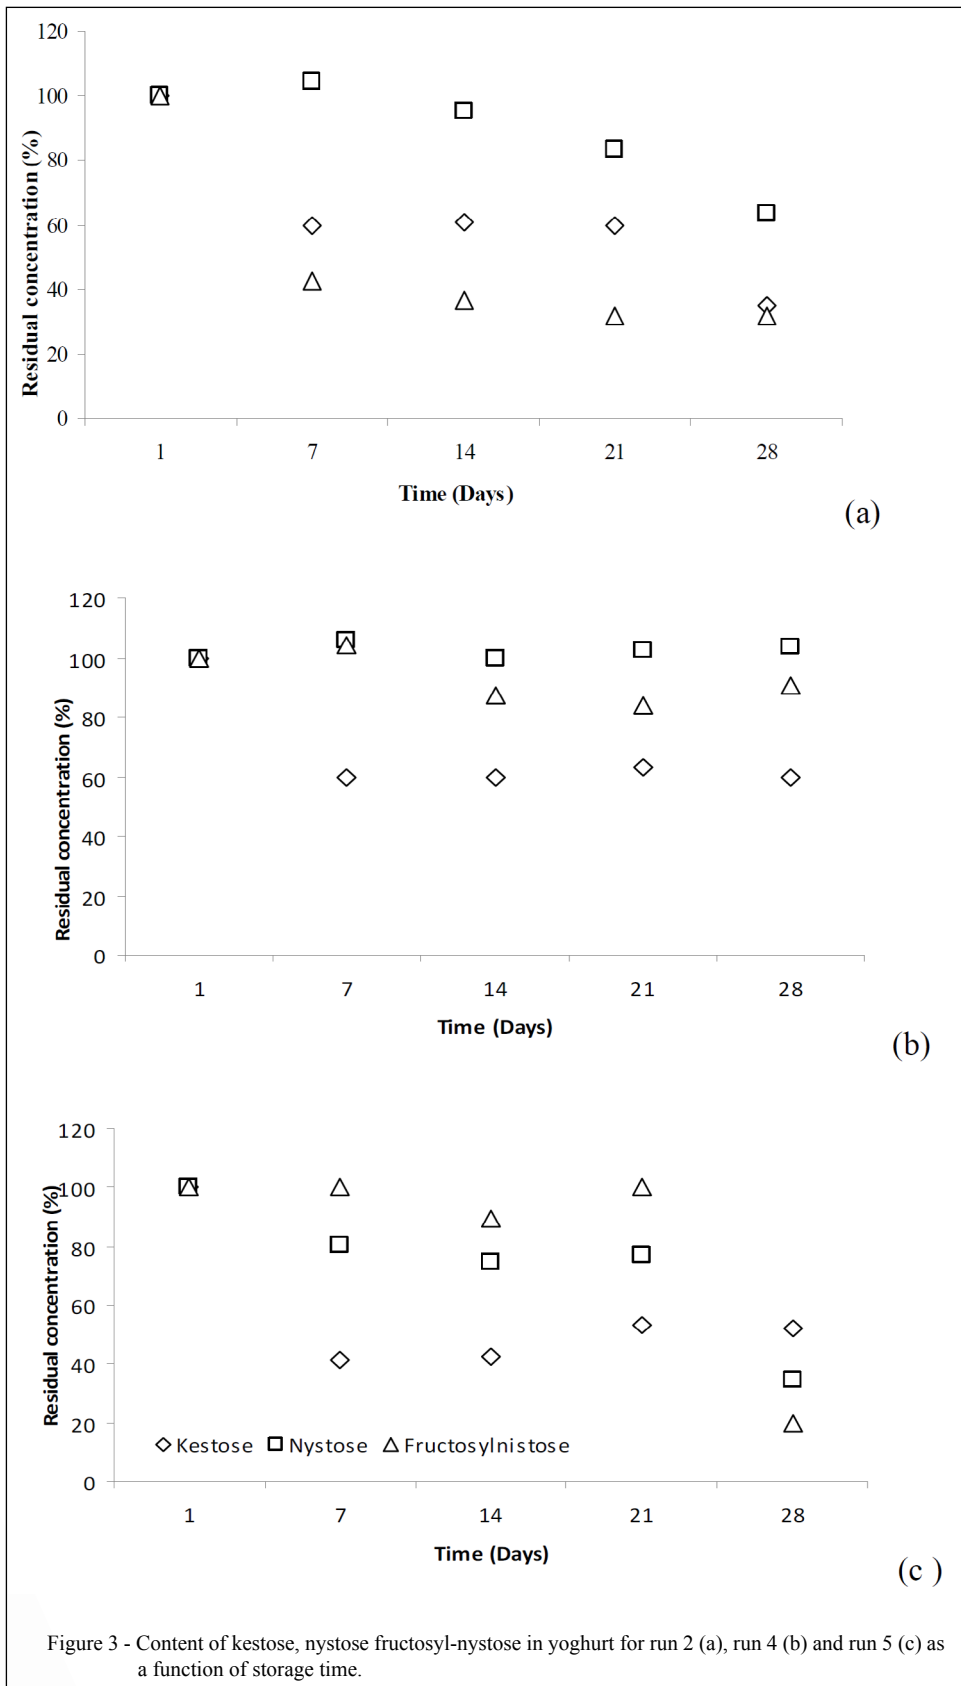 120
100
80
60
40
20
0
Residual concentration (%)
1 7 14 21 28
Time (Days)
(a)
120
100
80
60
40
20
0
Residual concentration (%)
1 7 14 21 28
Time (Days)
(b)
120
100
80
60
40
20
0
Residual concentration (%)
Kestose Nystose Fructosylnistose
1 7 14 21 28
Time (Days)
(c )
Figure 3 - Content of kestose, nystose fructosyl-nystose in yoghurt for run 2 (a), run 4 (b) and run 5 (c) as
a function of storage time.